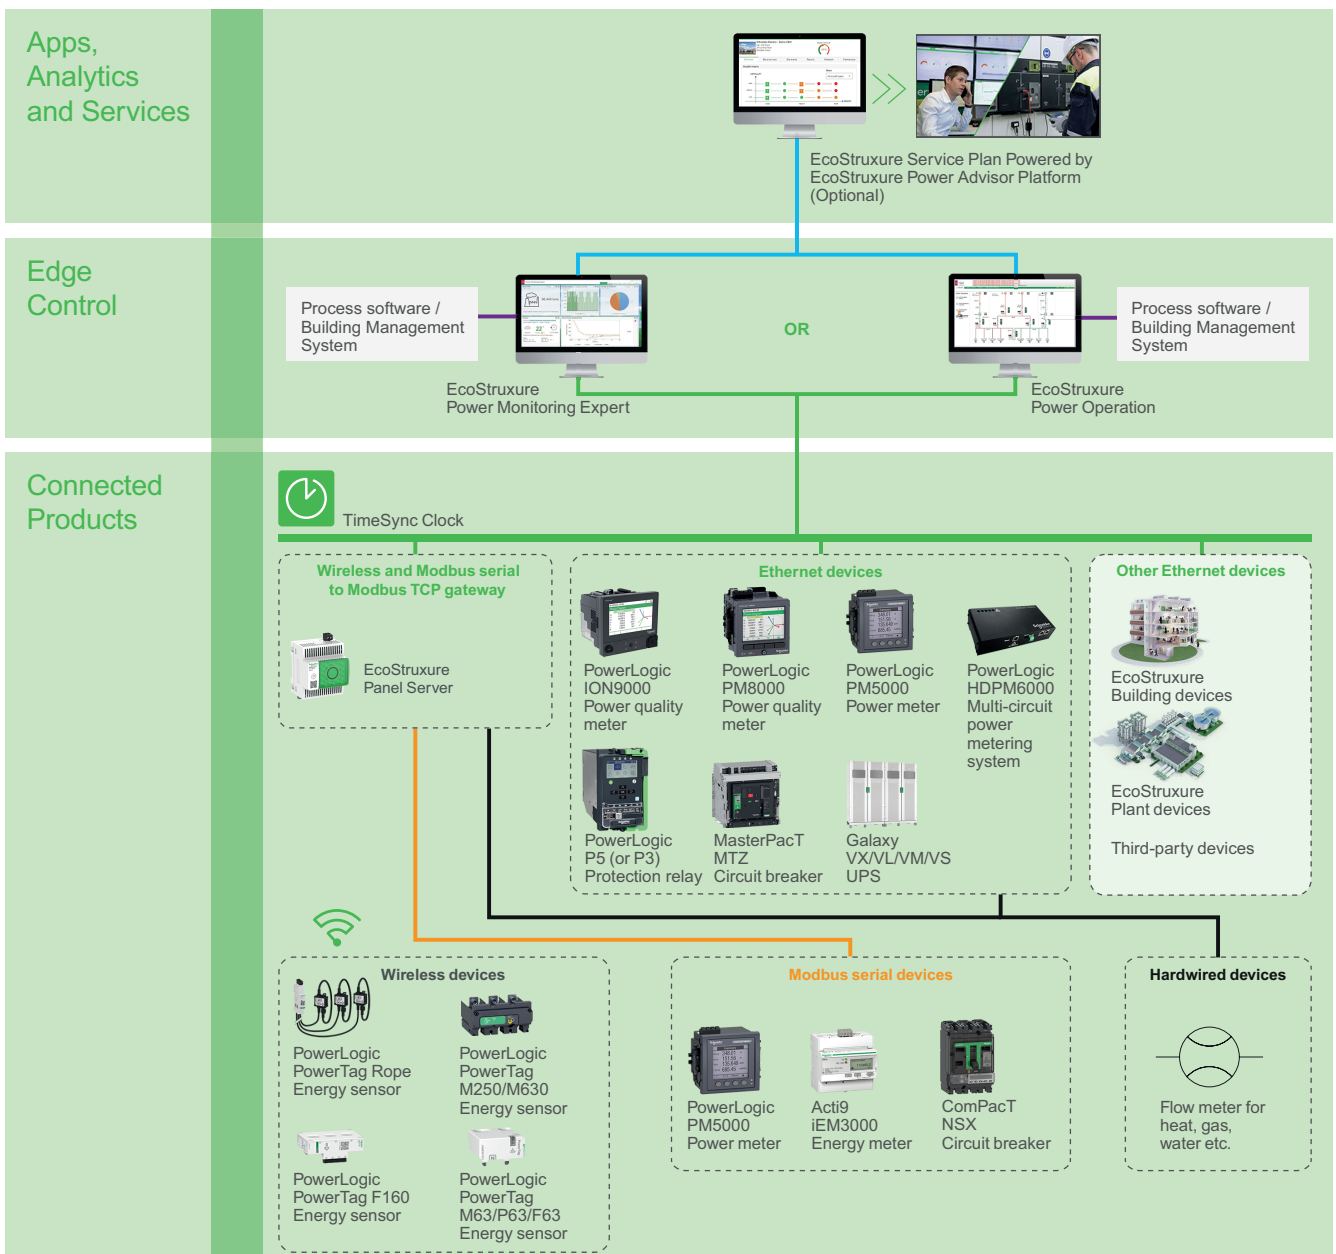 Apps,
Analytics
and Services
EcoStruxure Service Plan Powered by
EcoStruxure Power Advisor Platform
(Optional)
Edge
Control
Process software /
Building Management
System
OR
Process software /
Building Management
System
EcoStruxure
Power Monitoring Expert
EcoStruxure
Power Operation
Connected
Products
TimeSync Clock
Wireless and Modbus serial
to Modbus TCP gateway
EcoStruxure
Panel Server
Ethernet devices
PowerLogic
ION9000
Power quality
meter
PowerLogic
PM8000
Power quality
meter
PowerLogic
PM5000
Power meter
PowerLogic
HDPM6000
Multi-circuit
power
metering
system
PowerLogic
P5 (or P3)
Protection relay
MasterPacT
MTZ
Circuit breaker
Galaxy
VX/VL/VM/VS
UPS
Other Ethernet devices
EcoStruxure
Building devices
EcoStruxure
Plant devices
Third-party devices
Wireless devices
PowerLogic
PowerTag Rope
Energy sensor
PowerLogic
PowerTag
M250/M630
Energy sensor
PowerLogic
PowerTag F160
Energy sensor
PowerLogic
PowerTag
M63/P63/F63
Energy sensor
Modbus serial devices
PowerLogic
PM5000
Power meter
Acti9
iEM3000
Energy meter
ComPacT
NSX
Circuit breaker
Hardwired devices
Flow meter for
heat, gas,
water etc.